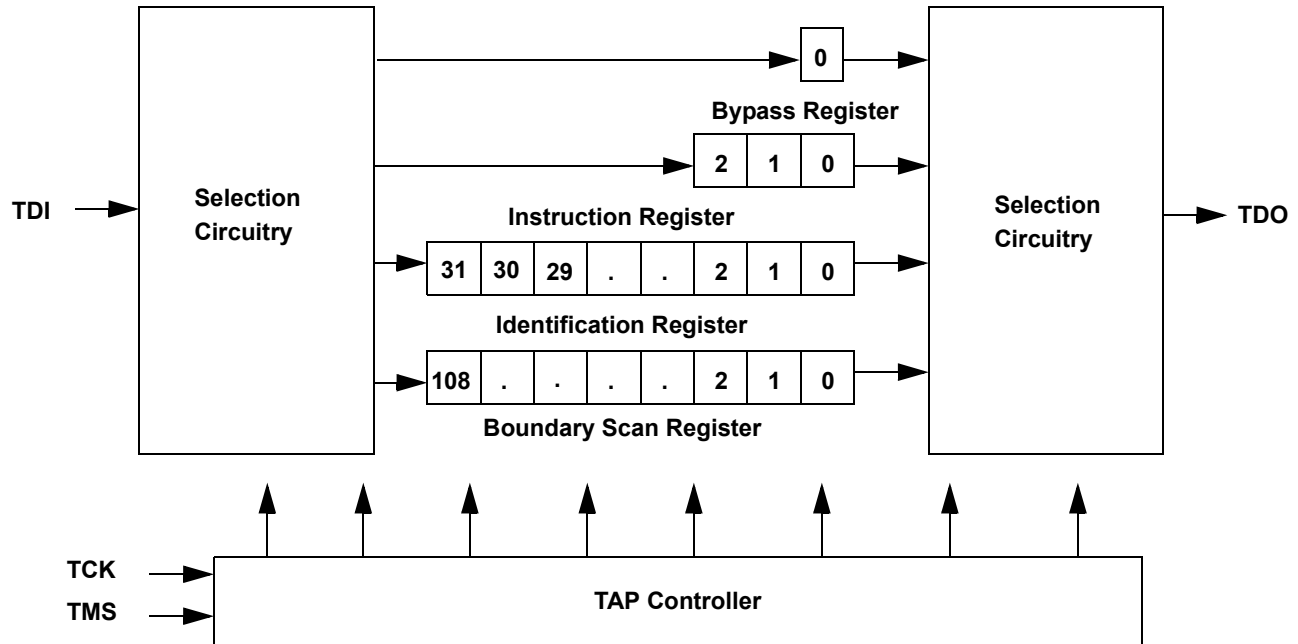 0
Bypass Register
2 1 0
TDI
Selection
Circuitry
Selection
Circuitry
TDO
Instruction Register
31 30 29 . . 2 1 0
Identification Register
108 . . . . 2 1 0
Boundary Scan Register
TCK
TMS
TAP Controller